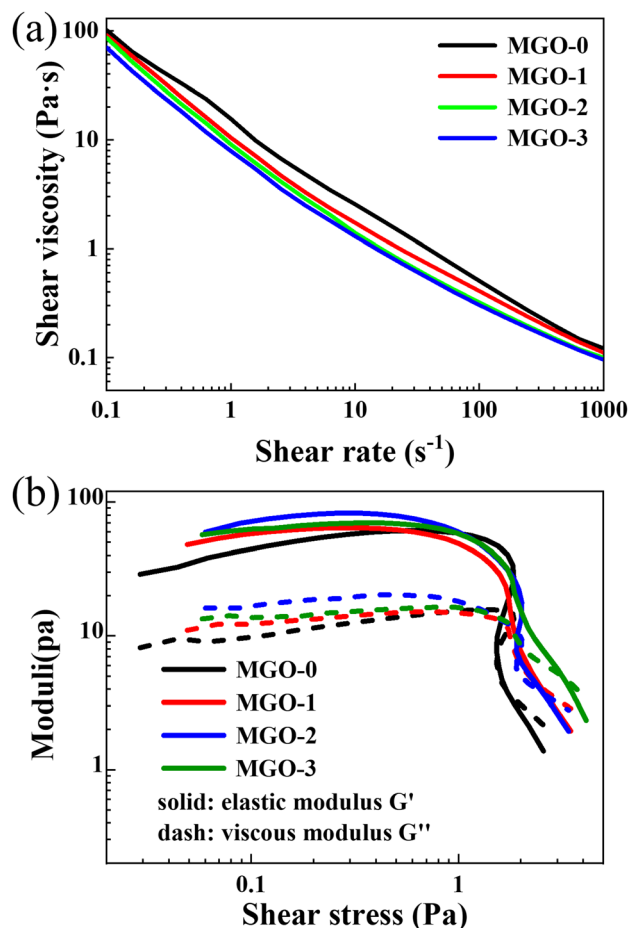 (a)
100
10
1
0.1
Shear viscosity (Pa·s)
MGO-0
MGO-1
MGO-2
MGO-3
0.1 1 10 100 1000
Shear rate (s⁻¹)
(b)
100
10
1
Moduli(pa)
MGO-0
MGO-1
MGO-2
MGO-3
solid: elastic modulus G'
dash: viscous modulus G''
0.1 1
Shear stress (Pa)